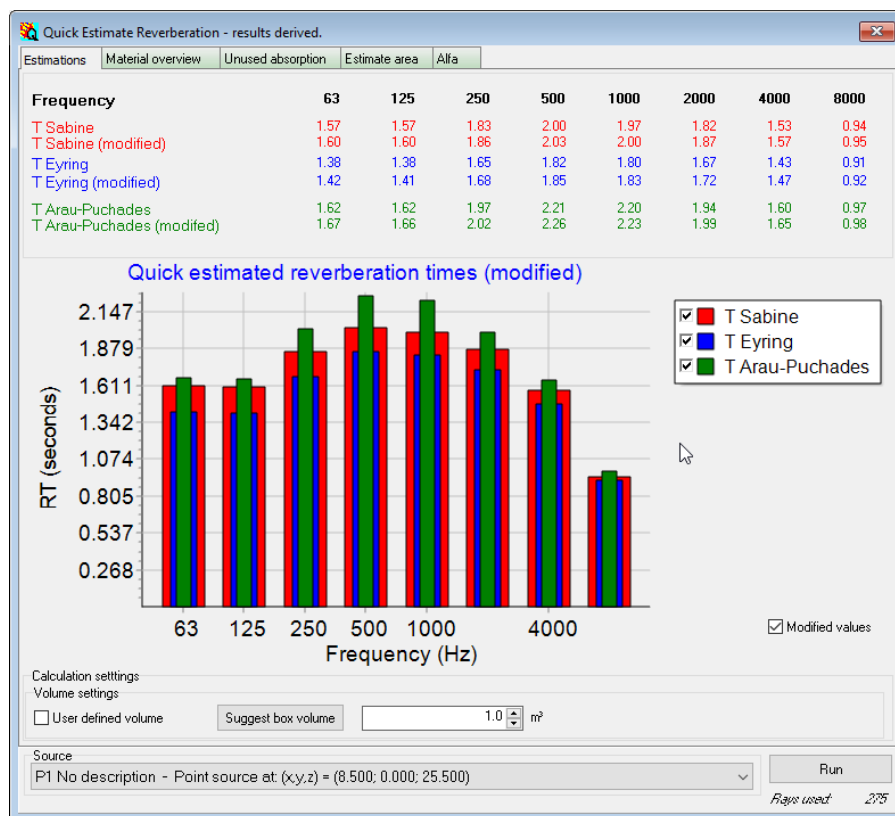 Quick Estimate Reverberation - results derived.
Estimations Material overview Unused absorption Estimate area Alfa
Frequency 63 125 250 500 1000 2000 4000 8000
T Sabine 1.57 1.57 1.83 2.00 1.97 1.82 1.53 0.94
T Sabine (modified) 1.60 1.60 1.86 2.03 2.00 1.87 1.57 0.95
T Eyring 1.38 1.38 1.65 1.82 1.80 1.67 1.43 0.91
T Eyring (modified) 1.42 1.41 1.68 1.85 1.83 1.72 1.47 0.92
T Arau-Puchades 1.62 1.62 1.97 2.21 2.20 1.94 1.60 0.97
T Arau-Puchades (modifed) 1.67 1.66 2.02 2.26 2.23 1.99 1.65 0.98
Quick estimated reverberation times (modified)
2.147
1.879
1.611
1.342
1.074
0.805
0.537
0.268
RT (seconds)
63 125 250 500 1000 4000
Frequency (Hz)
T Sabine
T Eyring
T Arau-Puchades
Modified values
Calculation setttings
Volume settings
User defined volume Suggest box volume 1.0 m³
Source
P1 No description - Point source at: (x,y,z) = (8.500; 0.000; 25.500)
Run
Rays used: 275